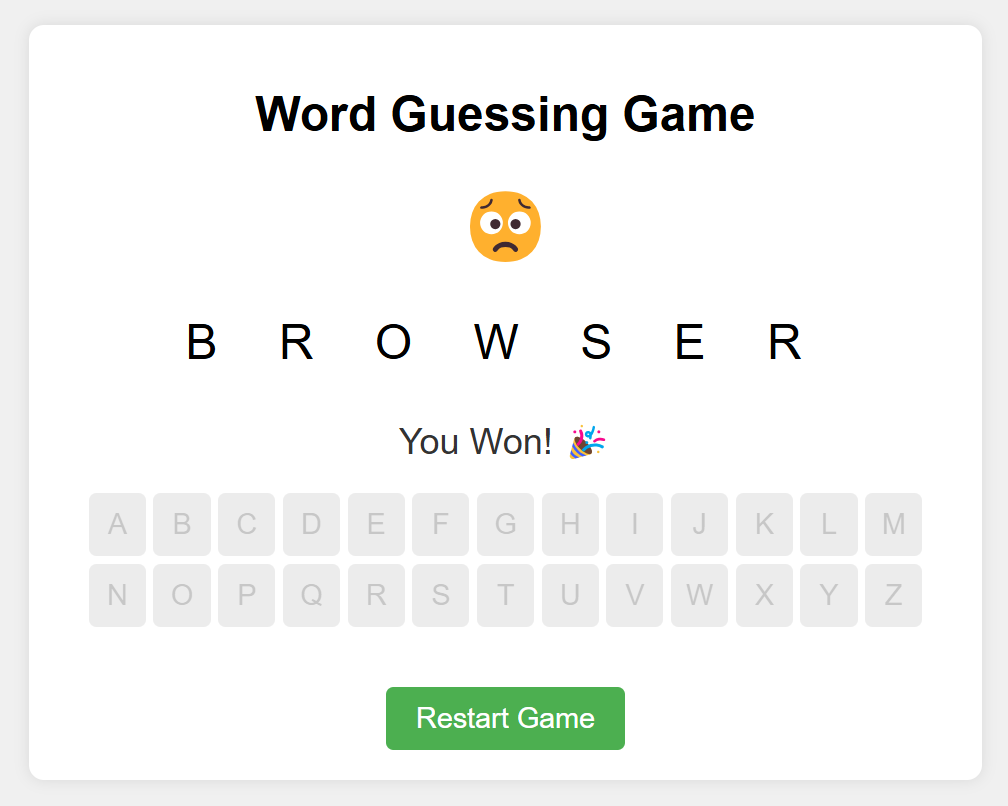 Word Guessing Game
B R O W S E R
You Won! 🎉
A B C D E F G H I J K L M
N O P Q R S T U V W X Y Z
Restart Game